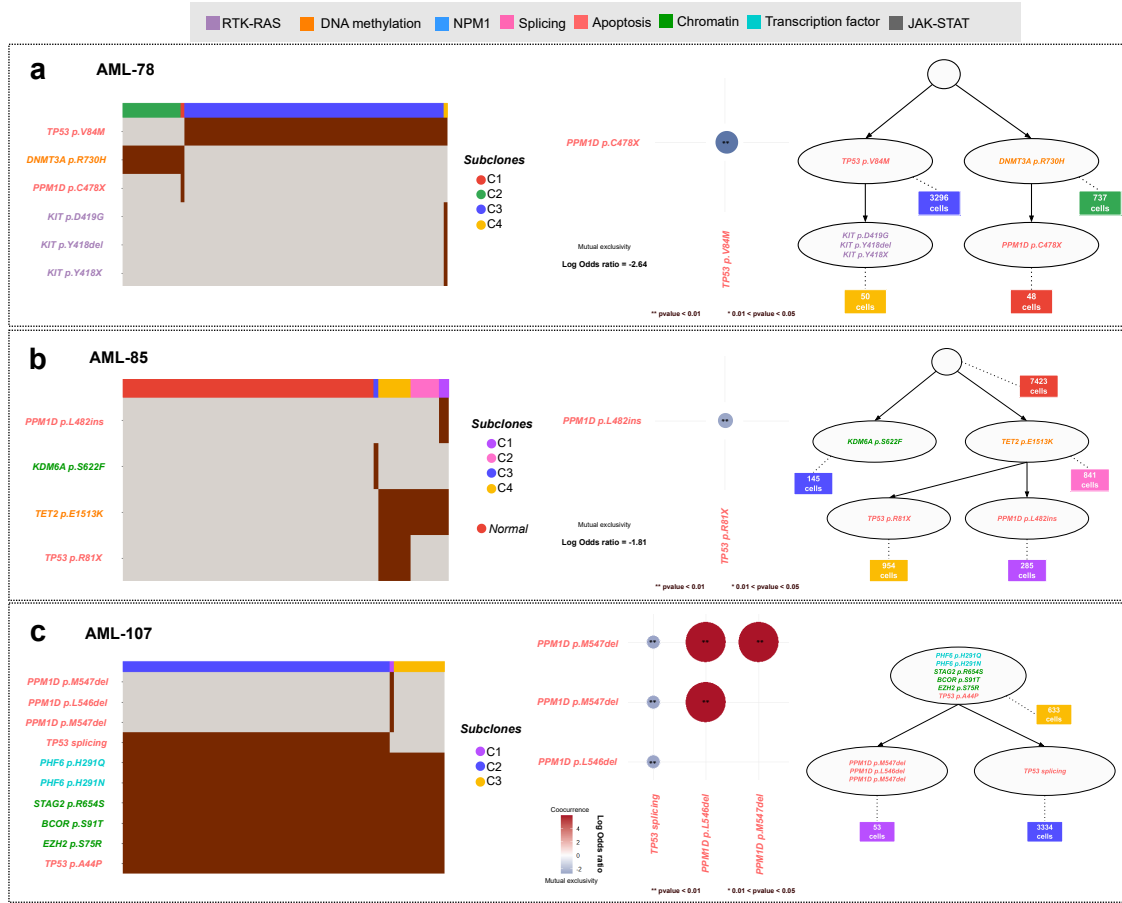 RTK-RAS DNA methylation NPM1 Splicing Apoptosis Chromatin Transcription factor JAK-STAT
a AML-78
TP53 p.V84M
DNMT3A p.R730H
PPM1D p.C478X
KIT p.D419G
KIT p.Y418del
KIT p.Y418X
Subclones
C1
C2
C3
C4
PPM1D p.C478X
**
Mutual exclusivity
Log Odds ratio = -2.64
TP53 p.V84M
** pvalue < 0.01 * 0.01 < pvalue < 0.05
TP53 p.V84M
DNMT3A p.R730H
3296
cells
737
cells
KIT p.D419G
KIT p.Y418del
KIT p.Y418X
PPM1D p.C478X
50
cells
48
cells
b AML-85
PPM1D p.L482ins
KDM6A p.S622F
TET2 p.E1513K
TP53 p.R81X
Subclones
C1
C2
C3
C4
Normal
PPM1D p.L482ins
**
Mutual exclusivity
Log Odds ratio = -1.81
TP53 p.R81X
** pvalue < 0.01 * 0.01 < pvalue < 0.05
7423
cells
KDM6A p.S622F
TET2 p.E1513K
145
cells
841
cells
TP53 p.R81X
PPM1D p.L482ins
954
cells
285
cells
c AML-107
PPM1D p.M547del
PPM1D p.L546del
PPM1D p.M547del
TP53 splicing
PHF6 p.H291Q
PHF6 p.H291N
STAG2 p.R654S
BCOR p.S91T
EZH2 p.S75R
TP53 p.A44P
Subclones
C1
C2
C3
PPM1D p.M547del
** ** **
PPM1D p.M547del
** **
PPM1D p.L546del
**
Coocurrence
4
2
0
-2
Log Odds ratio
Mutual exclusivity
TP53 splicing
PPM1D p.L546del
PPM1D p.M547del
** pvalue < 0.01 * 0.01 < pvalue < 0.05
PHF6 p.H291Q
PHF6 p.H291N
STAG2 p.R654S
BCOR p.S91T
EZH2 p.S75R
TP53 p.A44P
633
cells
PPM1D p.M547del
PPM1D p.L546del
PPM1D p.M547del
TP53 splicing
53
cells
3334
cells